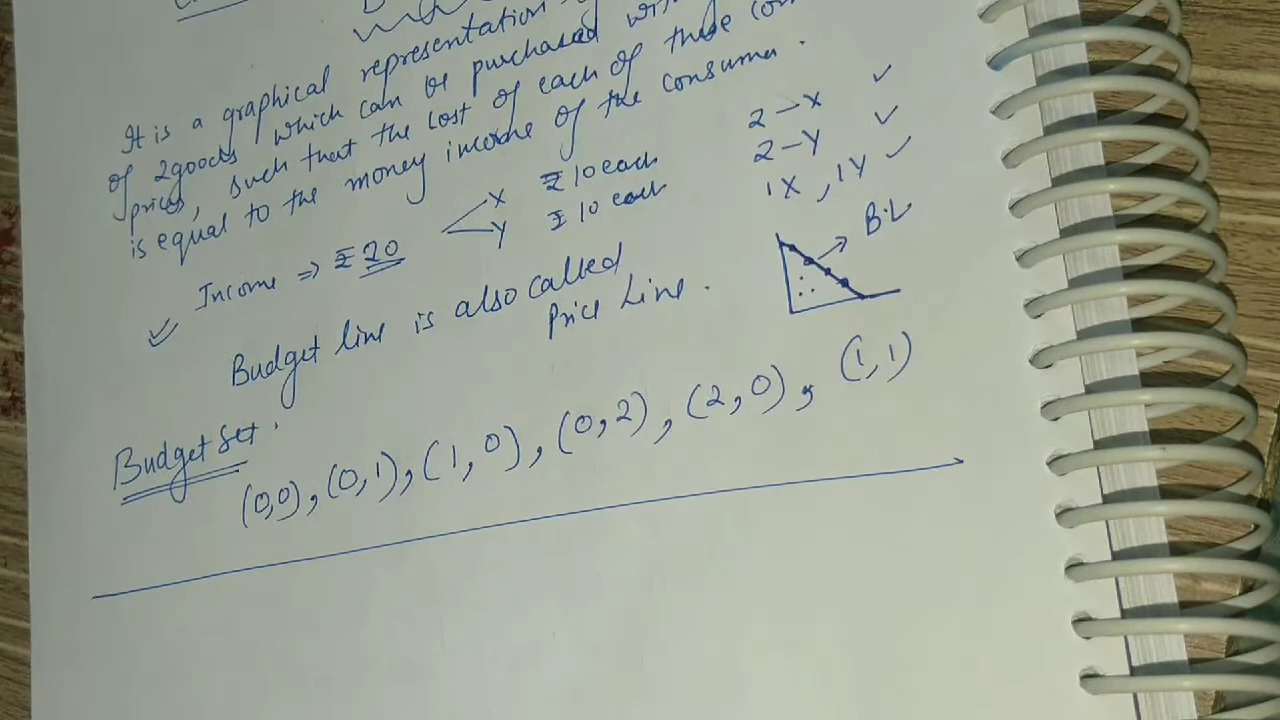 It is a graphical representation
of 2goods, which can be purchased
prices, such that the cost of each of these
is equal to the money income of the consumer.
Income ⇒ ₹20
X ₹10 each
Y ₹10 each
2 – X ✓
2 – Y ✓
1X , 1Y ✓
B.L
Budget line is also called
Price Line.
Budget Set.
(0,0), (0,1), (1,0), (0,2), (2,0), (1,1)